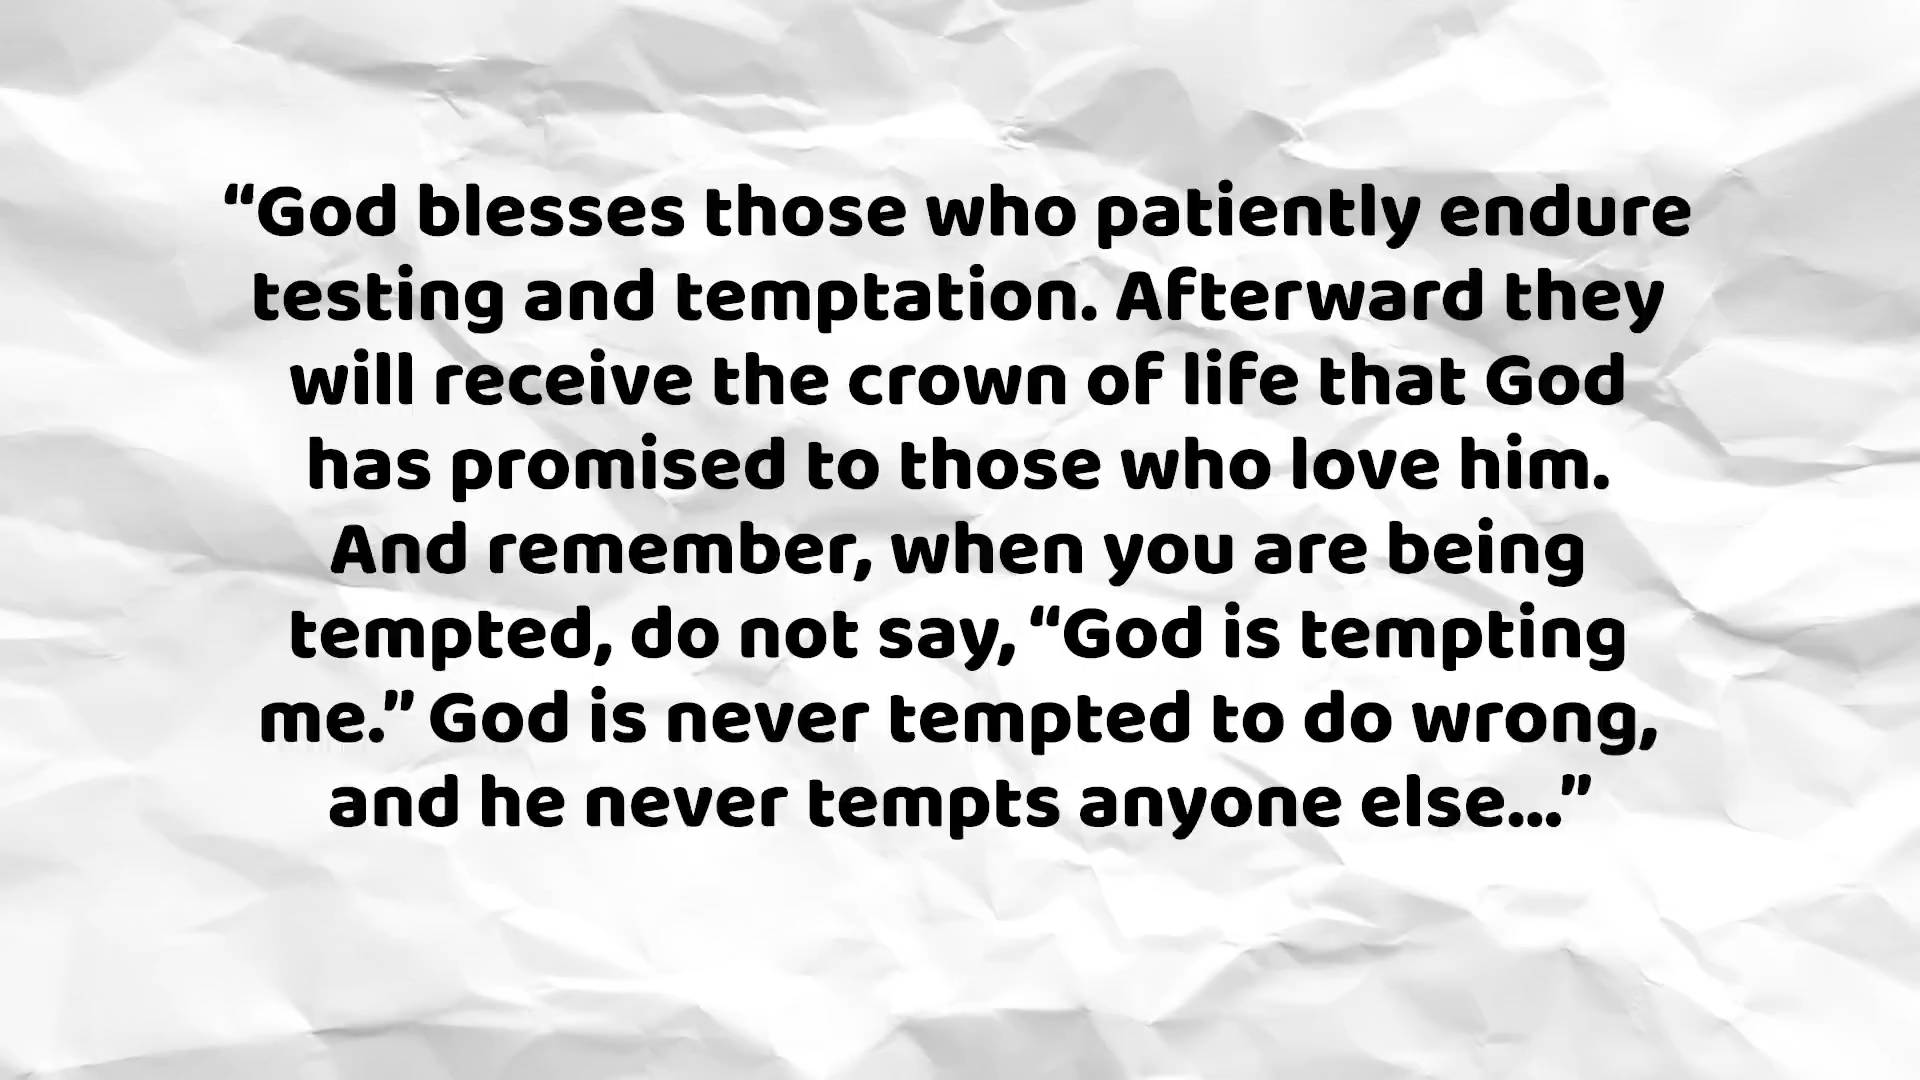 “God blesses those who patiently endure
testing and temptation. Afterward they
will receive the crown of life that God
has promised to those who love him.
And remember, when you are being
tempted, do not say, “God is tempting
me.” God is never tempted to do wrong,
and he never tempts anyone else...”